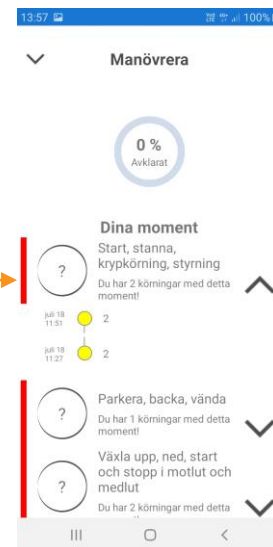 13:57 100%
Manövrera
0 %
Avklarat
Dina moment
Start, stanna,
krypkörning, styrning
?
Du har 2 körningar med detta
moment!
juli 18
11:51
2
juli 18
11:27
2
Parkera, backa, vända
?
Du har 1 körningar med detta
moment!
Växla upp, ned, start
och stopp i motlut och
medlut
?
Du har 2 körningar med detta